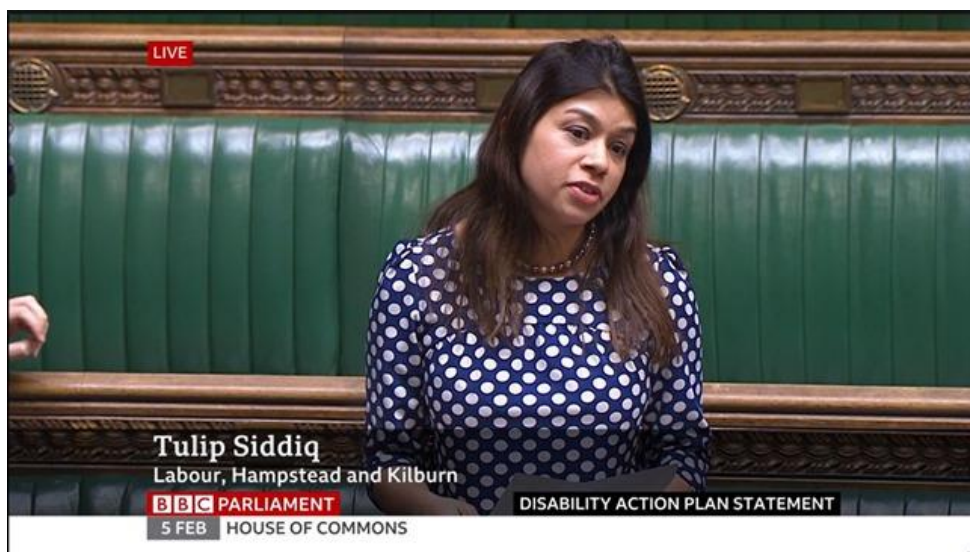 LIVE
Tulip Siddiq
Labour, Hampstead and Kilburn
BBC PARLIAMENT
DISABILITY ACTION PLAN STATEMENT
5 FEB HOUSE OF COMMONS